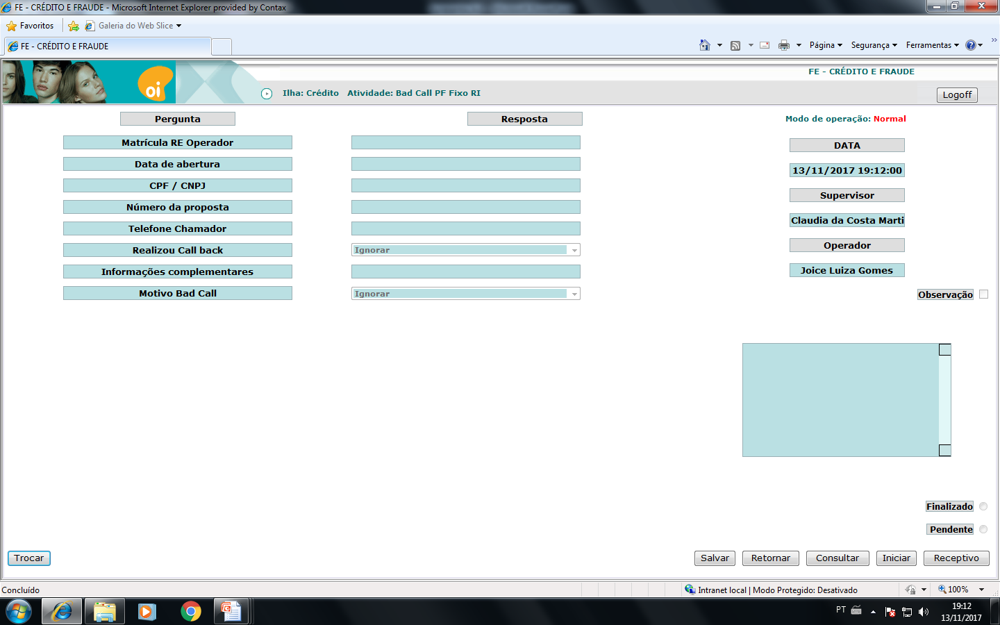 FE - CRÉDITO E FRAUDE - Microsoft Internet Explorer provided by Contax
Favoritos
Galeria do Web Slice
FE - CRÉDITO E FRAUDE
Página
Segurança
Ferramentas
»
oi
FE - CRÉDITO E FRAUDE
Ilha: Crédito Atividade: Bad Call PF Fixo RI
Logoff
Pergunta
Resposta
Modo de operação: Normal
Matrícula RE Operador
DATA
Data de abertura
13/11/2017 19:12:00
CPF / CNPJ
Supervisor
Número da proposta
Claudia da Costa Marti
Telefone Chamador
Operador
Realizou Call back
Ignorar
Informações complementares
Joice Luiza Gomes
Motivo Bad Call
Ignorar
Observação
Finalizado
Pendente
Trocar
Salvar
Retornar
Consultar
Iniciar
Receptivo
Concluído
Intranet local | Modo Protegido: Desativado
100%
PT
19:12
13/11/2017